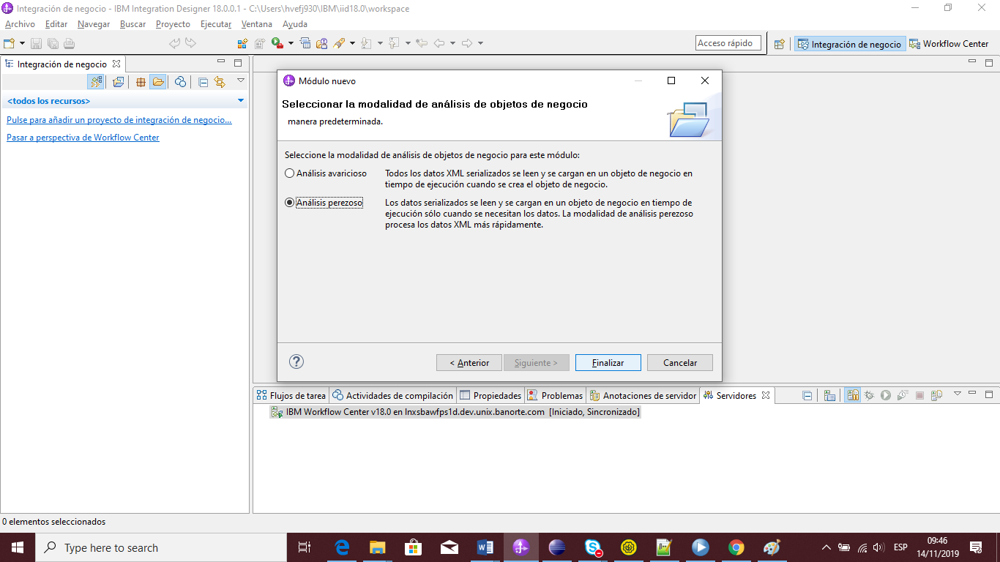 Integración de negocio - IBM Integration Designer 18.0.0.1 - C:\Users\hvefj930\IBM\iid18.0\workspace
Archivo Editar Navegar Buscar Proyecto Ejecutar Ventana Ayuda
Acceso rápido Integración de negocio Workflow Center
Integración de negocio
<todos los recursos>
Pulse para añadir un proyecto de integración de negocio...
Pasar a perspectiva de Workflow Center
Módulo nuevo
Seleccionar la modalidad de análisis de objetos de negocio
manera predeterminada.
Seleccione la modalidad de análisis de objetos de negocio para este módulo:
Análisis avaricioso Todos los datos XML serializados se leen y se cargan en un objeto de negocio en
tiempo de ejecución cuando se crea el objeto de negocio.
Análisis perezoso Los datos serializados se leen y se cargan en un objeto de negocio en tiempo de
ejecución sólo cuando se necesitan los datos. La modalidad de análisis perezoso
procesa los datos XML más rápidamente.
? < Anterior Siguiente > Finalizar Cancelar
Flujos de tarea Actividades de compilación Propiedades Problemas Anotaciones de servidor Servidores
IBM Workflow Center v18.0 en lnxsbawfps1d.dev.unix.banorte.com [Iniciado, Sincronizado]
0 elementos seleccionados
Type here to search ESP 09:46
14/11/2019